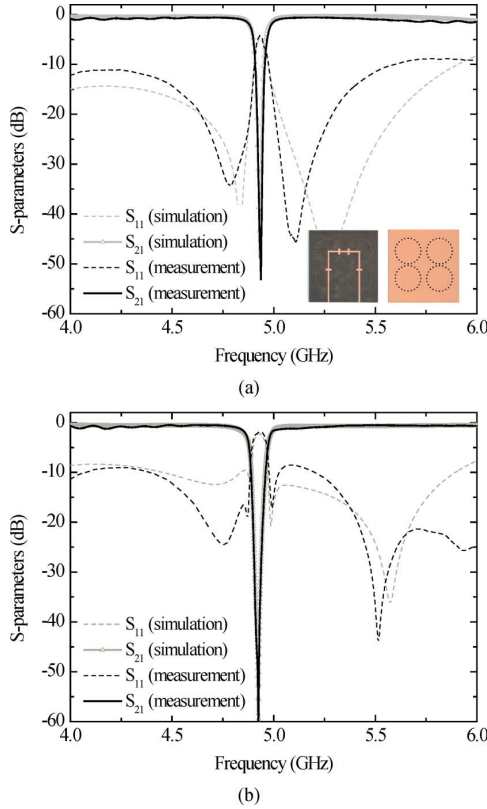 0
-10
-20
-30
-40
-50
-60
S-parameters (dB)
S11 (simulation)
S21 (simulation)
S11 (measurement)
S21 (measurement)
4.0 4.5 5.0 5.5 6.0
Frequency (GHz)
(a)
0
-10
-20
-30
-40
-50
-60
S-parameters (dB)
S11 (simulation)
S21 (simulation)
S11 (measurement)
S21 (measurement)
4.0 4.5 5.0 5.5 6.0
Frequency (GHz)
(b)